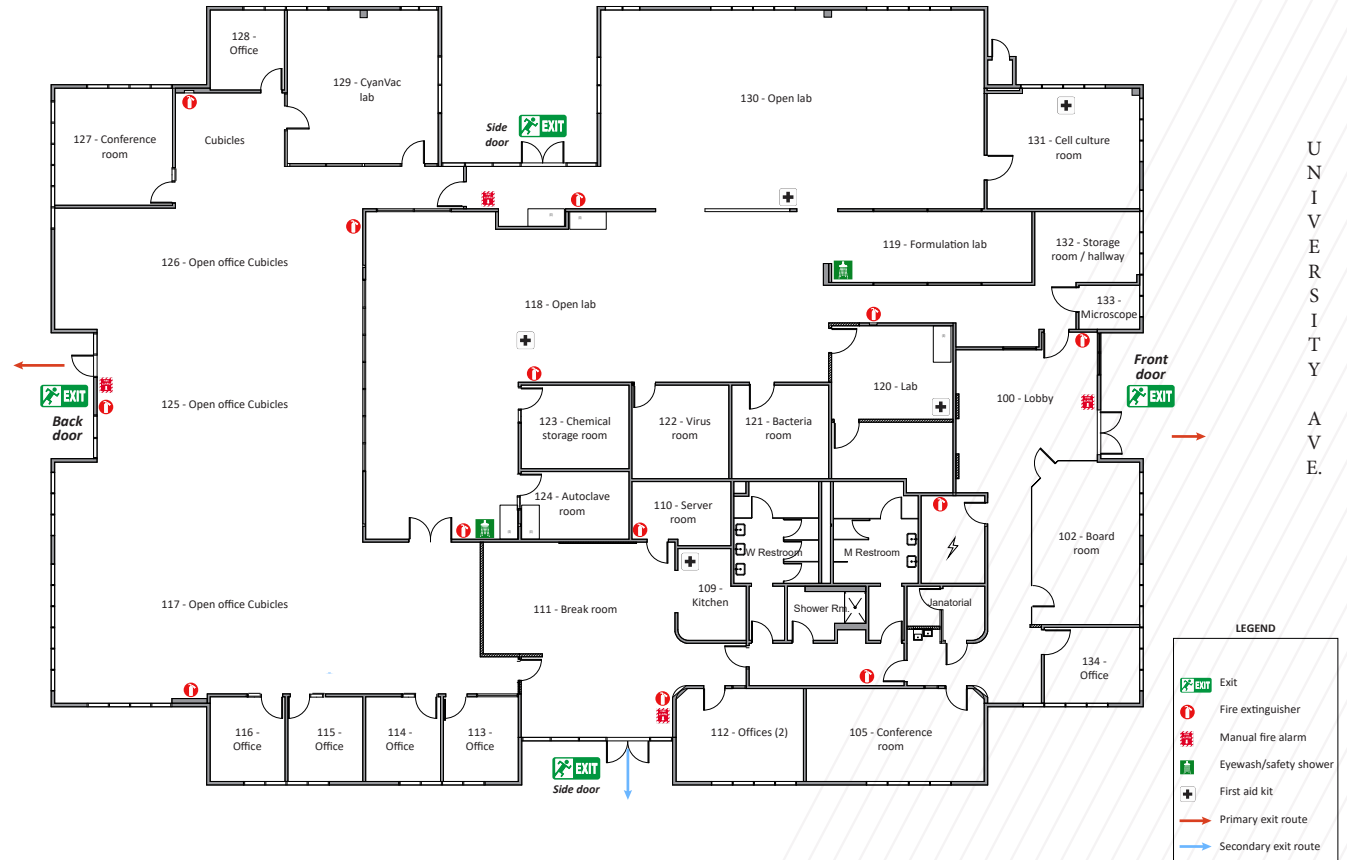 128 -
Office
129 - CyanVac
lab
130 - Open lab
127 - Conference
room
Cubicles
Side
door
EXIT
131 - Cell culture
room
126 - Open office Cubicles
119 - Formulation lab
132 - Storage
room / hallway
118 - Open lab
133 -
Microscope
EXIT
Back
door
125 - Open office Cubicles
123 - Chemical
storage room
122 - Virus
room
121 - Bacteria
room
120 - Lab
100 - Lobby
Front
door
EXIT
124 - Autoclave
room
110 - Server
room
W Restroom
M Restroom
102 - Board
room
117 - Open office Cubicles
111 - Break room
109 -
Kitchen
Shower Rm.
Janatorial
134 -
Office
116 -
Office
115 -
Office
114 -
Office
113 -
Office
112 - Offices (2)
105 - Conference
room
EXIT
Side door
U
N
I
V
E
R
S
I
T
Y
A
V
E.
LEGEND
EXIT Exit
Fire extinguisher
Manual fire alarm
Eyewash/safety shower
First aid kit
Primary exit route
Secondary exit route